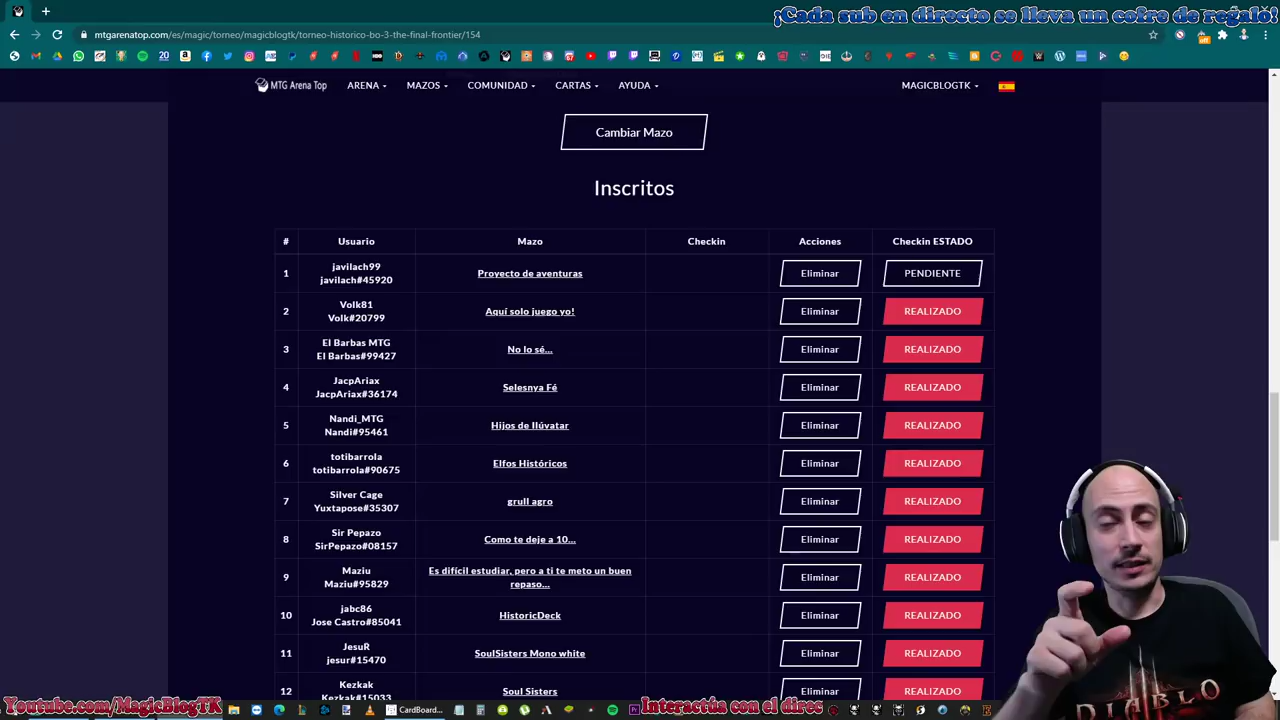 ¡Cada sub en directo se lleva un cofre de regalo!
mtgarenatop.com/es/magic/torneo/magicblogtk/torneo-historico-bo-3-the-final-frontier/154
MTG Arena Top ARENA MAZOS COMUNIDAD CARTAS AYUDA MAGICBLOGTK
Cambiar Mazo
Inscritos
# Usuario Mazo Checkin Acciones Checkin ESTADO
1 javilach99 javilach#45920 Proyecto de aventuras Eliminar PENDIENTE
2 Volk81 Volk#20799 Aquí solo juego yo! Eliminar REALIZADO
3 El Barbas MTG El Barbas#99427 No lo sé... Eliminar REALIZADO
4 JacpAriax JacpAriax#36174 Selesnya Fé Eliminar REALIZADO
5 Nandi_MTG Nandi#95461 Hijos de Ilúvatar Eliminar REALIZADO
6 totibarrola totibarrola#90675 Elfos Históricos Eliminar REALIZADO
7 Silver Cage Yuxtapose#35307 grull agro Eliminar REALIZADO
8 Sir Pepazo SirPepazo#08157 Como te deje a 10... Eliminar REALIZADO
9 Maziu Maziu#95829 Es difícil estudiar, pero a ti te meto un buen repaso... Eliminar REALIZADO
10 jabc86 Jose Castro#85041 HistoricDeck Eliminar REALIZADO
11 JesuR jesur#15470 SoulSisters Mono white Eliminar REALIZADO
12 Kezkak Kezkak#15033 Soul Sisters Eliminar REALIZADO
DIABLO
Youtube.com/MagicBlogTK
CardBoard...
Interactúa con el direc